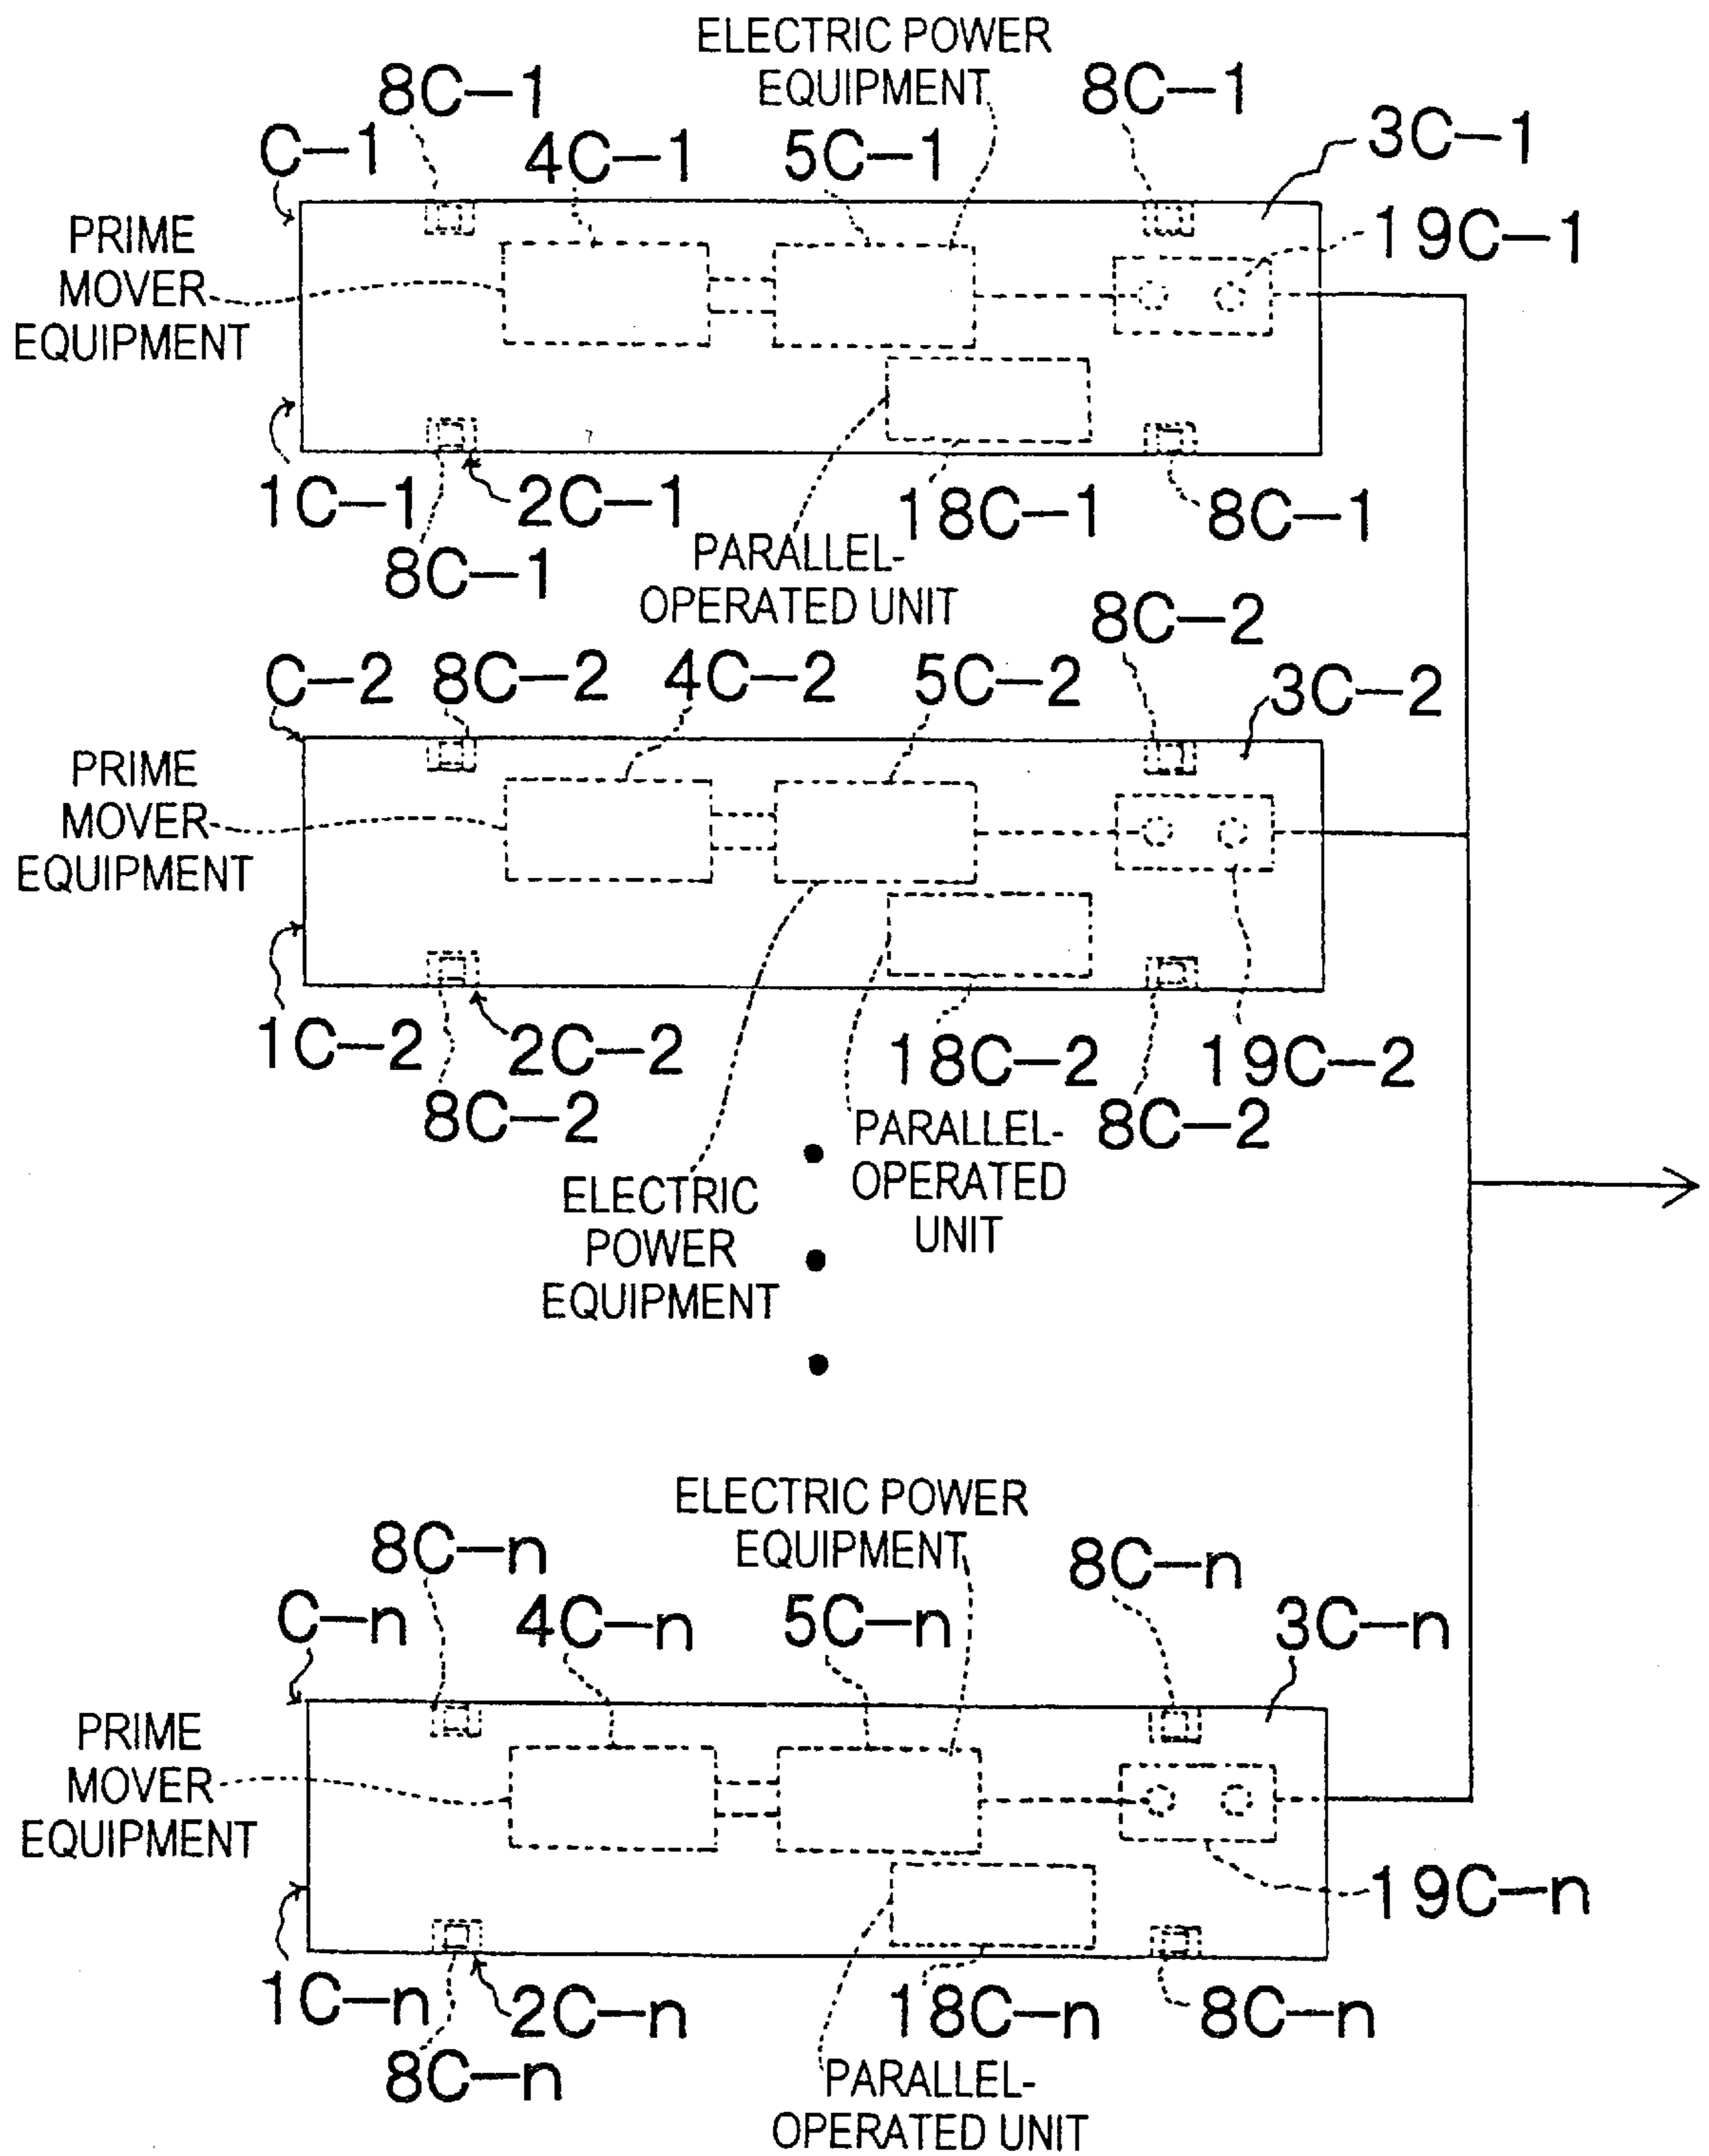 ELECTRIC POWER
EQUIPMENT
8C-1
8C-1
C-1
4C-1
5C-1
3C-1
19C-1
PRIME
MOVER
EQUIPMENT
1C-1
2C-1
18C-1
8C-1
8C-1
PARALLEL-
OPERATED UNIT
8C-2
C-2
8C-2
4C-2
5C-2
3C-2
PRIME
MOVER
EQUIPMENT
1C-2
2C-2
18C-2
19C-2
8C-2
8C-2
PARALLEL-
OPERATED
UNIT
ELECTRIC
POWER
EQUIPMENT
ELECTRIC POWER
EQUIPMENT
8C-n
8C-n
C-n
4C-n
5C-n
3C-n
PRIME
MOVER
EQUIPMENT
19C-n
1C-n
2C-n
18C-n
8C-n
8C-n
PARALLEL-
OPERATED UNIT